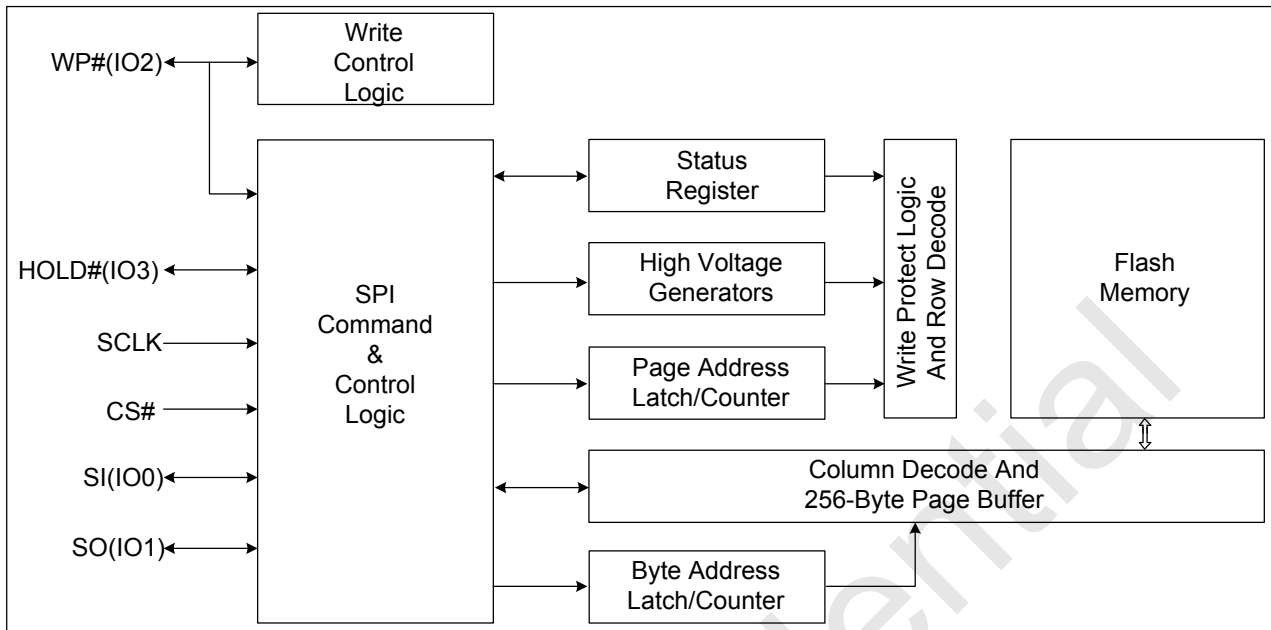 Write
Control
Logic
WP#(IO2)
HOLD#(IO3)
SCLK
CS#
SI(IO0)
SO(IO1)
SPI
Command
&
Control
Logic
Status
Register
High Voltage
Generators
Page Address
Latch/Counter
Write Protect Logic
And Row Decode
Flash
Memory
Column Decode And
256-Byte Page Buffer
Byte Address
Latch/Counter
ential